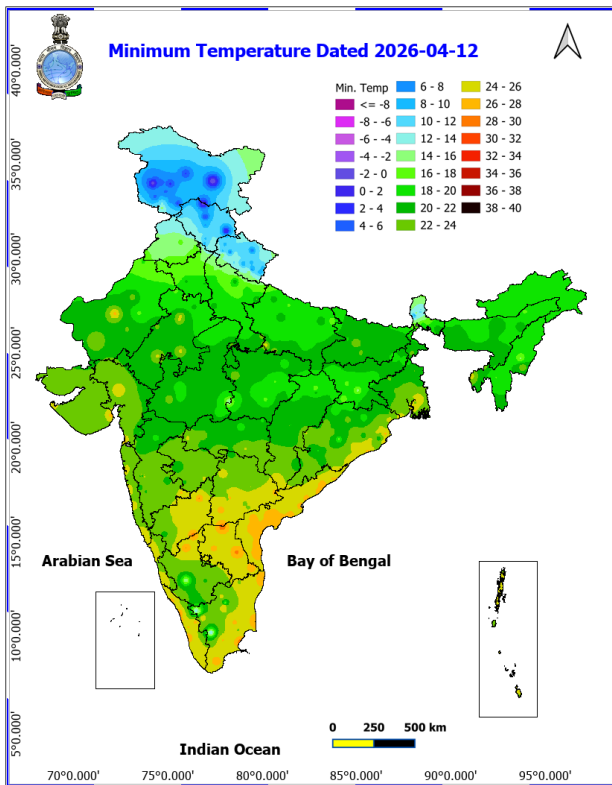 Minimum Temperature Dated 2026-04-12
Min. Temp
<= -8
-8 - -6
-6 - -4
-4 - -2
-2 - 0
0 - 2
2 - 4
4 - 6
6 - 8
8 - 10
10 - 12
12 - 14
14 - 16
16 - 18
18 - 20
20 - 22
22 - 24
24 - 26
26 - 28
28 - 30
30 - 32
32 - 34
34 - 36
36 - 38
38 - 40
40°0.000'
35°0.000'
30°0.000'
25°0.000'
20°0.000'
15°0.000'
10°0.000'
5°0.000'
Arabian Sea
Bay of Bengal
0 250 500 km
Indian Ocean
70°0.000' 75°0.000' 80°0.000' 85°0.000' 90°0.000' 95°0.000'